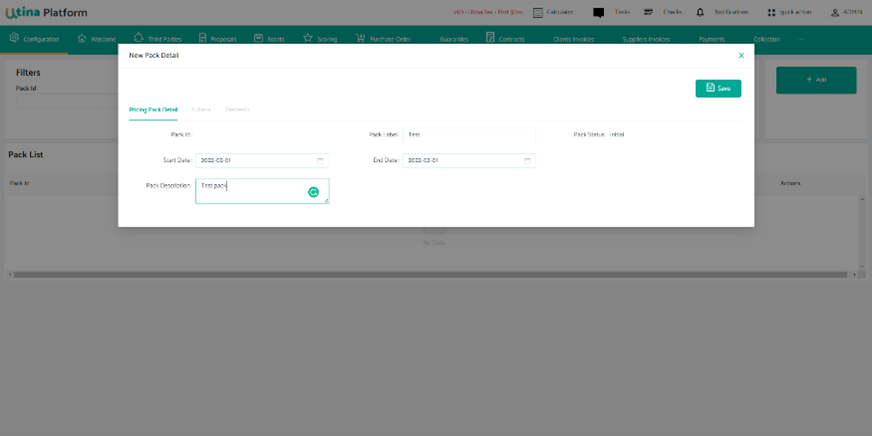 Utina Platform
Calculator
Tasks
Checks
Notifications
quick action
ADMIN
Configuration
Welcome
Third Parties
Proposals
Assets
Scoring
Purchase Order
Guaranties
Contracts
Clients Invoices
Suppliers Invoices
Payments
Collection
New Pack Detail
X
Filters
Pack Id
+ Add
Save
Pricing Pack Detail
Criteria
Elements
Pack Id:
Pack Label: Test
Pack Status: Initial
Start Date: 2022-02-01
End Date: 2022-02-01
Pack Description: Test pack
Pack List
Pack Id
Actions
No Data